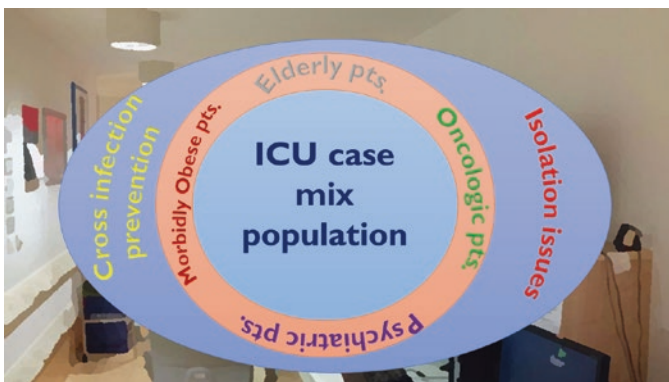 Elderly pts.
Morbidly Obese pts.
Oncologic pts.
Psychiatric pts.
ICU case
mix
population
Cross infection
prevention
Isolation issues